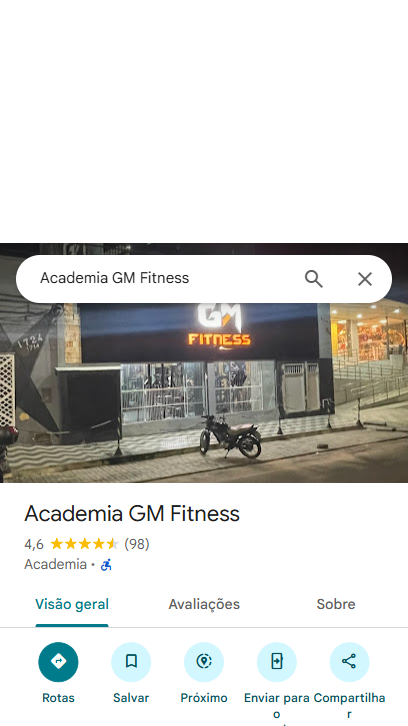 Academia GM Fitness
GM
FITNESS
1724
Academia GM Fitness
4,6 (98)
Academia ·
Visão geral Avaliações Sobre
Rotas Salvar Próximo Enviar para Compartilha
o r